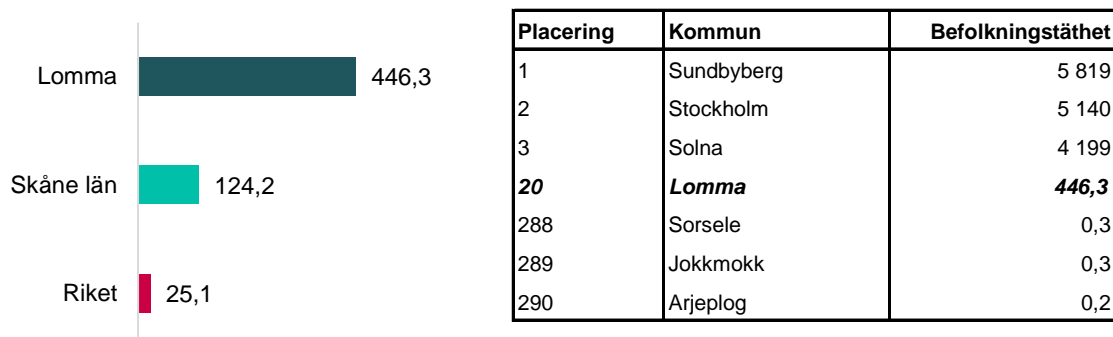 Lomma 446,3
Skåne län 124,2
Riket 25,1
Placering Kommun Befolkningstäthet
1 Sundbyberg 5 819
2 Stockholm 5 140
3 Solna 4 199
20 Lomma 446,3
288 Sorsele 0,3
289 Jokkmokk 0,3
290 Arjeplog 0,2